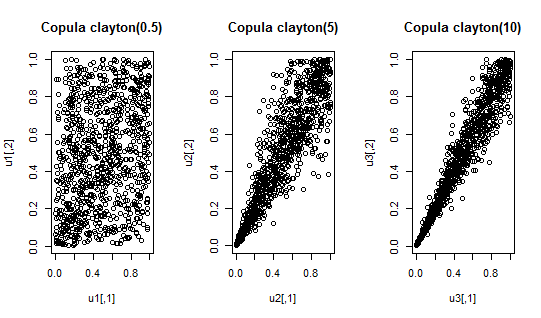 Copula clayton(0.5)
1.0
0.8
0.6
0.4
0.2
0.0
u1[,2]
0.0 0.4 0.8
u1[,1]
Copula clayton(5)
1.0
0.8
0.6
0.4
0.2
0.0
u2[,2]
0.0 0.4 0.8
u2[,1]
Copula clayton(10)
1.0
0.8
0.6
0.4
0.2
0.0
u3[,2]
0.0 0.4 0.8
u3[,1]